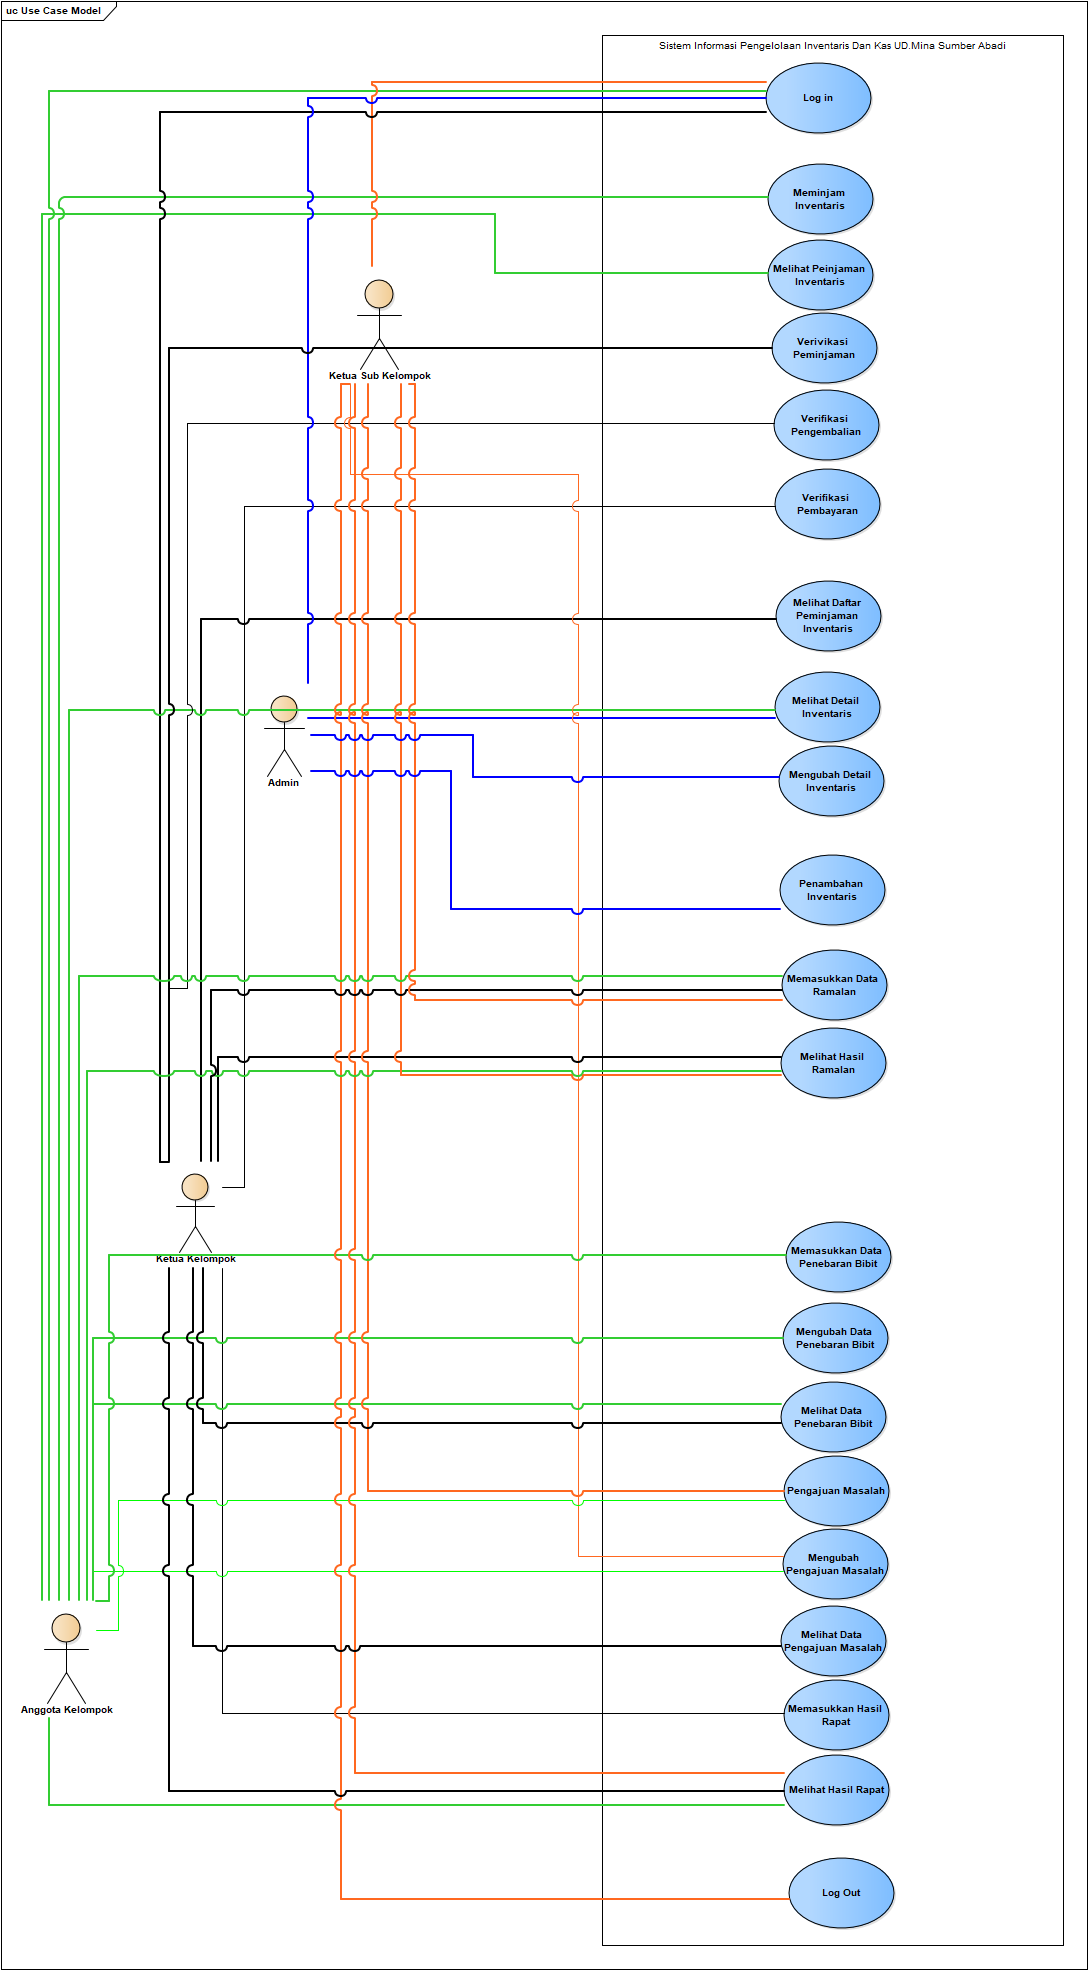 uc Use Case Model
Sistem Informasi Pengelolaan Inventaris Dan Kas UD.Mina Sumber Abadi
Log in
Meminjam
Inventaris
Melihat Peinjaman
Inventaris
Verivikasi
Peminjaman
Ketua Sub Kelompok
Verifikasi
Pengembalian
Verifikasi
Pembayaran
Melihat Daftar
Peminjaman
Inventaris
Melihat Detail
Inventaris
Admin
Mengubah Detail
Inventaris
Penambahan
Inventaris
Memasukkan Data
Ramalan
Melihat Hasil
Ramalan
Ketua Kelompok
Memasukkan Data
Penebaran Bibit
Mengubah Data
Penebaran Bibit
Melihat Data
Penebaran Bibit
Pengajuan Masalah
Mengubah
Pengajuan Masalah
Melihat Data
Pengajuan Masalah
Anggota Kelompok
Memasukkan Hasil
Rapat
Melihat Hasil Rapat
Log Out